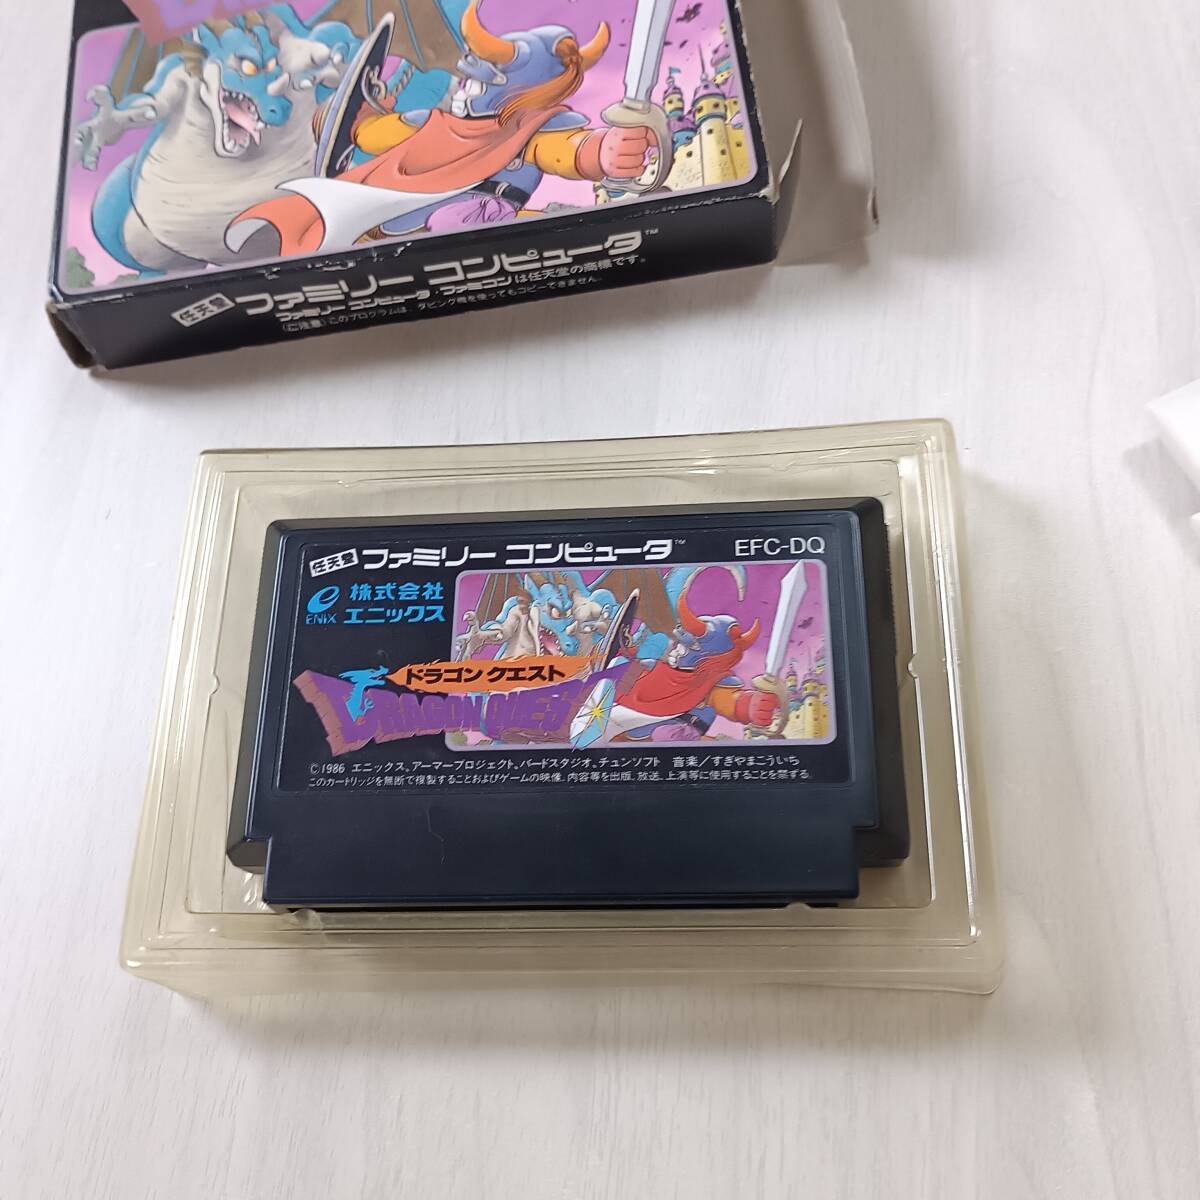 任天堂 ファミリー コンピュータ™
ファミリー コンピュータ・ファミコンは任天堂の商標です。
(ご注意)このプログラムは、ダビング機を使ってもコピーできません。
任天堂 ファミリー コンピュータ™ EFC-DQ
e 株式会社
ENIX エニックス
ドラゴンクエスト
DRAGON QUEST
©1986 エニックス、アーマープロジェクト、バードスタジオ、チュンソフト 音楽/すぎやまこういち
このカートリッジを無断で複製することおよびゲームの映像、内容等を出版、放送、上演等に使用することを禁ずる。